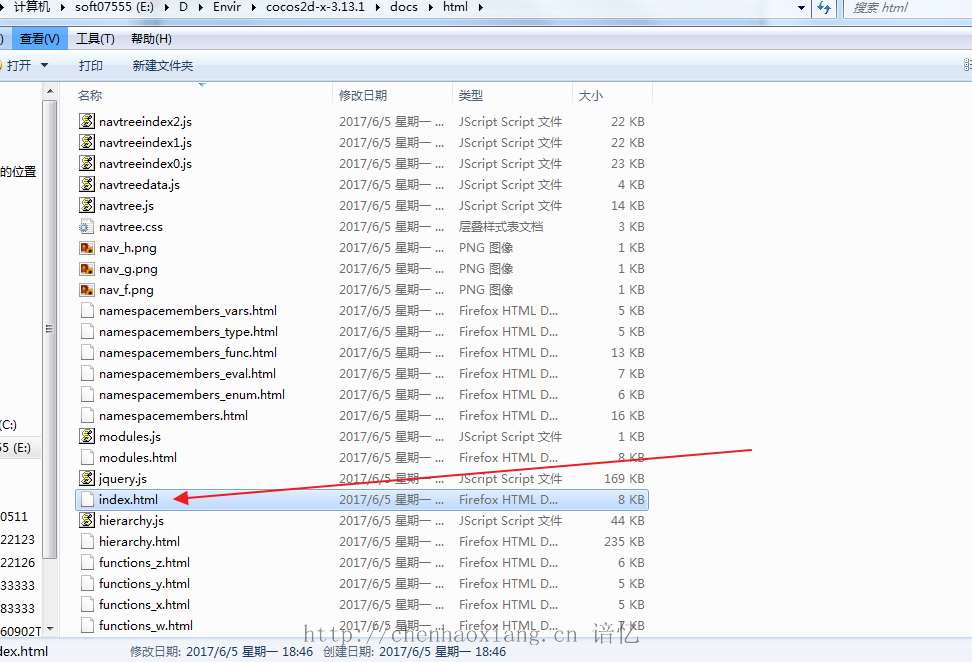 计算机 soft07555 (E:) D Envir cocos2d-x-3.13.1 docs html 搜索 html
) 查看(V) 工具(T) 帮助(H)
打开 打印 新建文件夹
名称 修改日期 类型 大小
navtreeindex2.js 2017/6/5 星期一 ... JScript Script 文件 22 KB
navtreeindex1.js 2017/6/5 星期一 ... JScript Script 文件 22 KB
navtreeindex0.js 2017/6/5 星期一 ... JScript Script 文件 23 KB
的位置
navtreedata.js 2017/6/5 星期一 ... JScript Script 文件 4 KB
navtree.js 2017/6/5 星期一 ... JScript Script 文件 14 KB
navtree.css 2017/6/5 星期一 ... 层叠样式表文档 3 KB
nav_h.png 2017/6/5 星期一 ... PNG 图像 1 KB
nav_g.png 2017/6/5 星期一 ... PNG 图像 1 KB
nav_f.png 2017/6/5 星期一 ... PNG 图像 1 KB
namespacemembers_vars.html 2017/6/5 星期一 ... Firefox HTML D... 5 KB
namespacemembers_type.html 2017/6/5 星期一 ... Firefox HTML D... 5 KB
namespacemembers_func.html 2017/6/5 星期一 ... Firefox HTML D... 13 KB
namespacemembers_eval.html 2017/6/5 星期一 ... Firefox HTML D... 7 KB
namespacemembers_enum.html 2017/6/5 星期一 ... Firefox HTML D... 6 KB
namespacemembers.html 2017/6/5 星期一 ... Firefox HTML D... 16 KB
(C:)
modules.js 2017/6/5 星期一 ... JScript Script 文件 1 KB
55 (E:)
modules.html 2017/6/5 星期一 ... Firefox HTML D... 8 KB
jquery.js 2017/6/5 星期一 ... JScript Script 文件 169 KB
index.html 2017/6/5 星期一 ... Firefox HTML D... 8 KB
0511
hierarchy.js 2017/6/5 星期一 ... JScript Script 文件 44 KB
22123
hierarchy.html 2017/6/5 星期一 ... Firefox HTML D... 235 KB
22126
functions_z.html 2017/6/5 星期一 ... Firefox HTML D... 6 KB
33333
functions_y.html 2017/6/5 星期一 ... Firefox HTML D... 5 KB
83333
functions_x.html 2017/6/5 星期一 ... Firefox HTML D... 5 KB
60902T
functions_w.html 2017/6/5 星期一 ... Firefox HTML D... 7 KB
http://chenhaoxiang.cn 谙忆
dex.html 修改日期: 2017/6/5 星期一 18:46 创建日期: 2017/6/5 星期一 18:46